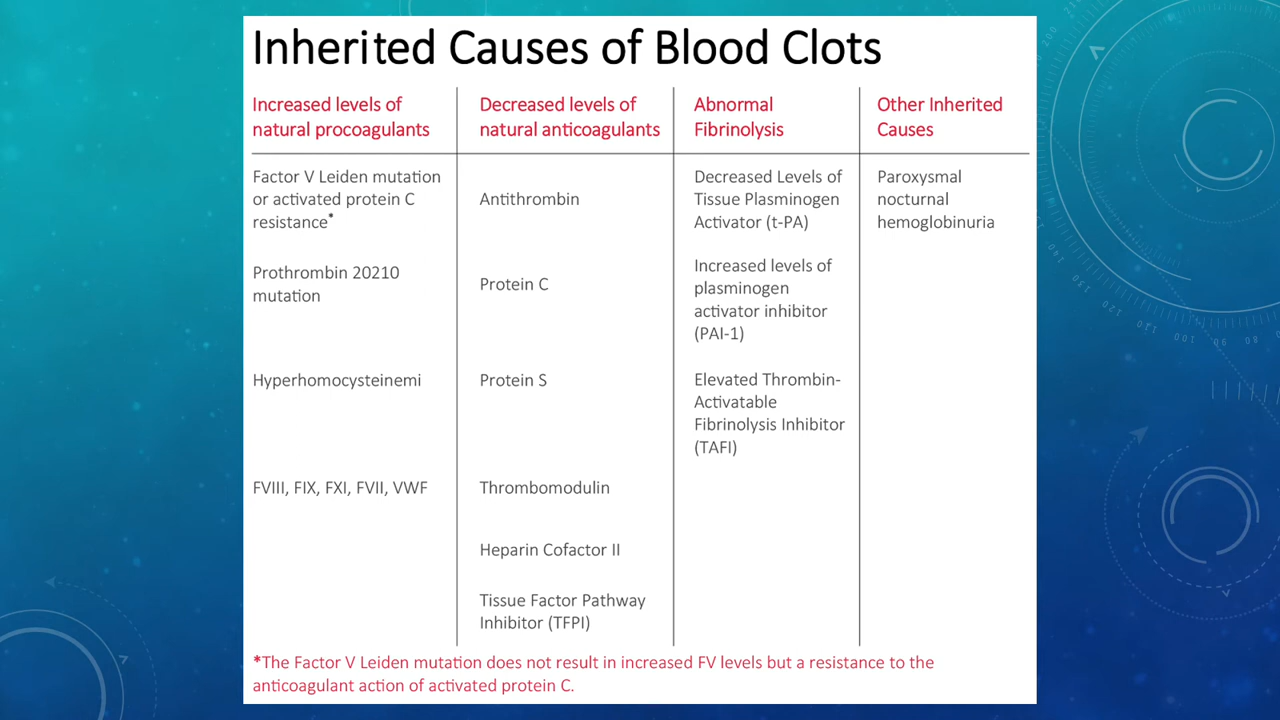 Inherited Causes of Blood Clots
Increased levels of
natural procoagulants
Decreased levels of
natural anticoagulants
Abnormal
Fibrinolysis
Other Inherited
Causes
Factor V Leiden mutation
or activated protein C
resistance*
Antithrombin
Decreased Levels of
Tissue Plasminogen
Activator (t-PA)
Paroxysmal
nocturnal
hemoglobinuria
Prothrombin 20210
mutation
Protein C
Increased levels of
plasminogen
activator inhibitor
(PAI-1)
Hyperhomocysteinemi
Protein S
Elevated Thrombin-
Activatable
Fibrinolysis Inhibitor
(TAFI)
FVIII, FIX, FXI, FVII, VWF
Thrombomodulin
Heparin Cofactor II
Tissue Factor Pathway
Inhibitor (TFPI)
*The Factor V Leiden mutation does not result in increased FV levels but a resistance to the
anticoagulant action of activated protein C.